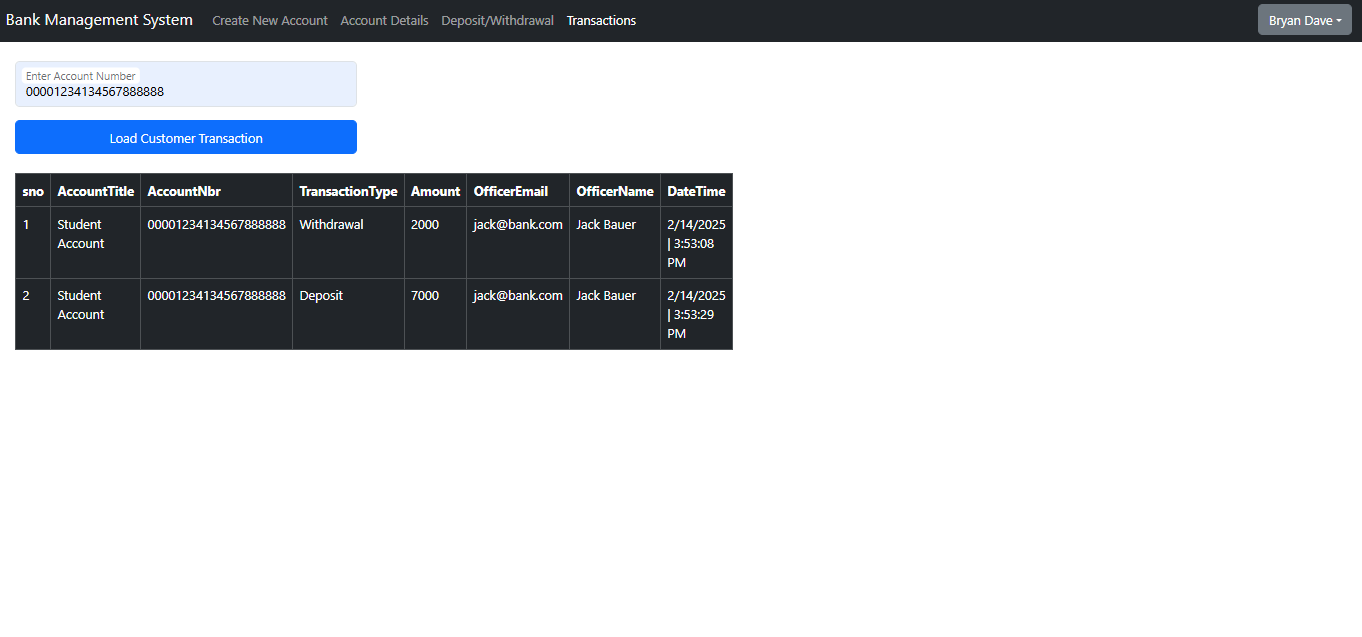 Bank Management System Create New Account Account Details Deposit/Withdrawal Transactions Bryan Dave
Enter Account Number
00001234134567888888
Load Customer Transaction
sno AccountTitle AccountNbr TransactionType Amount OfficerEmail OfficerName DateTime
1 Student 00001234134567888888 Withdrawal 2000 jack@bank.com Jack Bauer 2/14/2025
Account | 3:53:08
PM
2 Student 00001234134567888888 Deposit 7000 jack@bank.com Jack Bauer 2/14/2025
Account | 3:53:29
PM